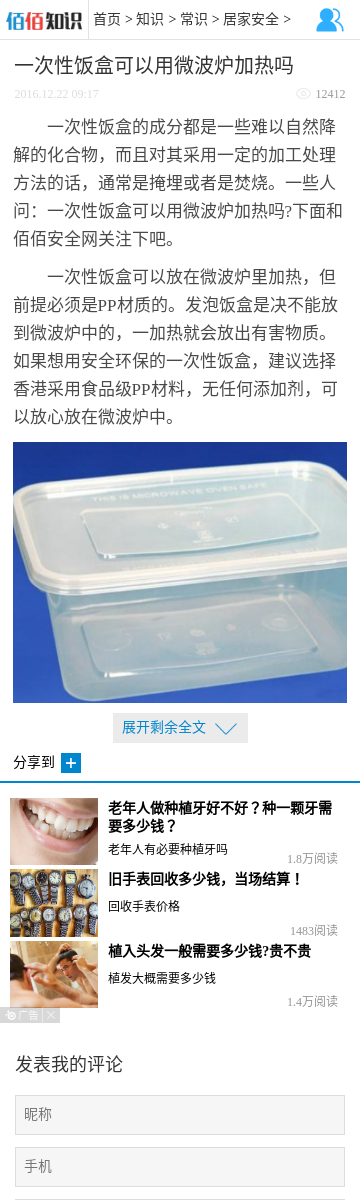 佰佰知识 首页 > 知识 > 常识 > 居家安全 >
一次性饭盒可以用微波炉加热吗
2016.12.22 09:17 12412
一次性饭盒的成分都是一些难以自然降
解的化合物，而且对其采用一定的加工处理
方法的话，通常是掩埋或者是焚烧。一些人
问：一次性饭盒可以用微波炉加热吗?下面和
佰佰安全网关注下吧。
一次性饭盒可以放在微波炉里加热，但
前提必须是PP材质的。发泡饭盒是决不能放
到微波炉中的，一加热就会放出有害物质。
如果想用安全环保的一次性饭盒，建议选择
香港采用食品级PP材料，无任何添加剂，可
以放心放在微波炉中。
THIS IS MICROWAVE OVEN SAFE
展开剩余全文
分享到
老年人做种植牙好不好？种一颗牙需
要多少钱？
老年人有必要种植牙吗
1.8万阅读
旧手表回收多少钱，当场结算！
回收手表价格
1483阅读
植入头发一般需要多少钱?贵不贵
植发大概需要多少钱
1.4万阅读
广告
发表我的评论
昵称
手机